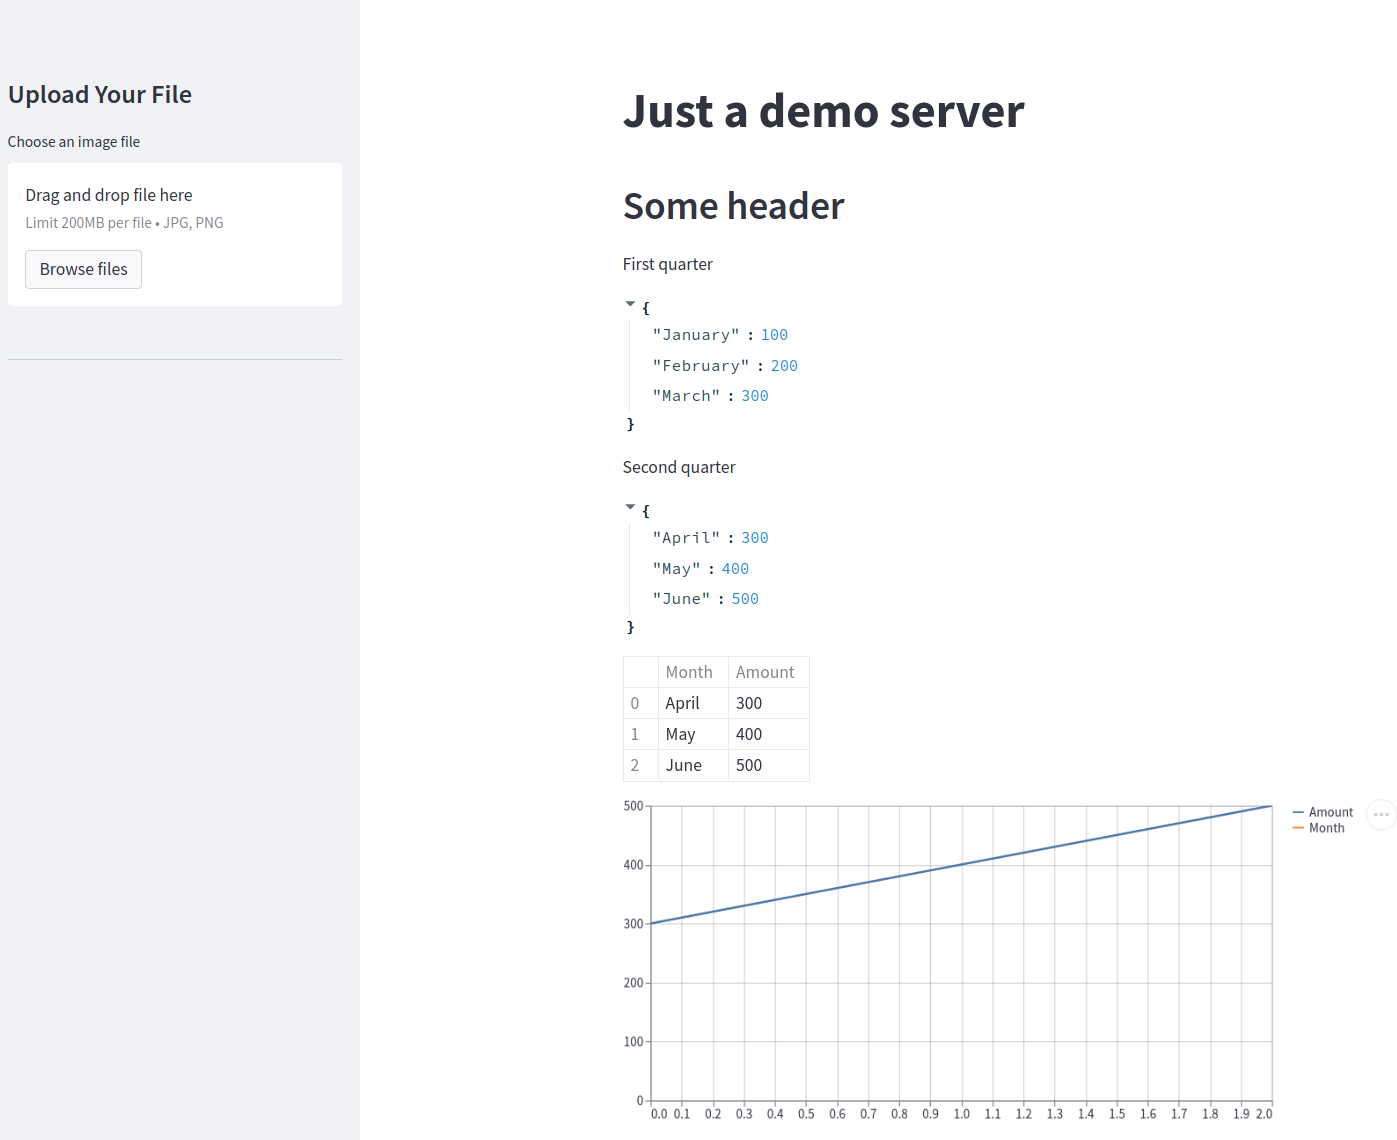 Upload Your File
Choose an image file
Drag and drop file here
Limit 200MB per file • JPG, PNG
Browse files
Just a demo server
Some header
First quarter
{
"January" : 100
"February" : 200
"March" : 300
}
Second quarter
{
"April" : 300
"May" : 400
"June" : 500
}
Month Amount
0 April 300
1 May 400
2 June 500
500
400
300
200
100
0
0.0 0.1 0.2 0.3 0.4 0.5 0.6 0.7 0.8 0.9 1.0 1.1 1.2 1.3 1.4 1.5 1.6 1.7 1.8 1.9 2.0
Amount
Month